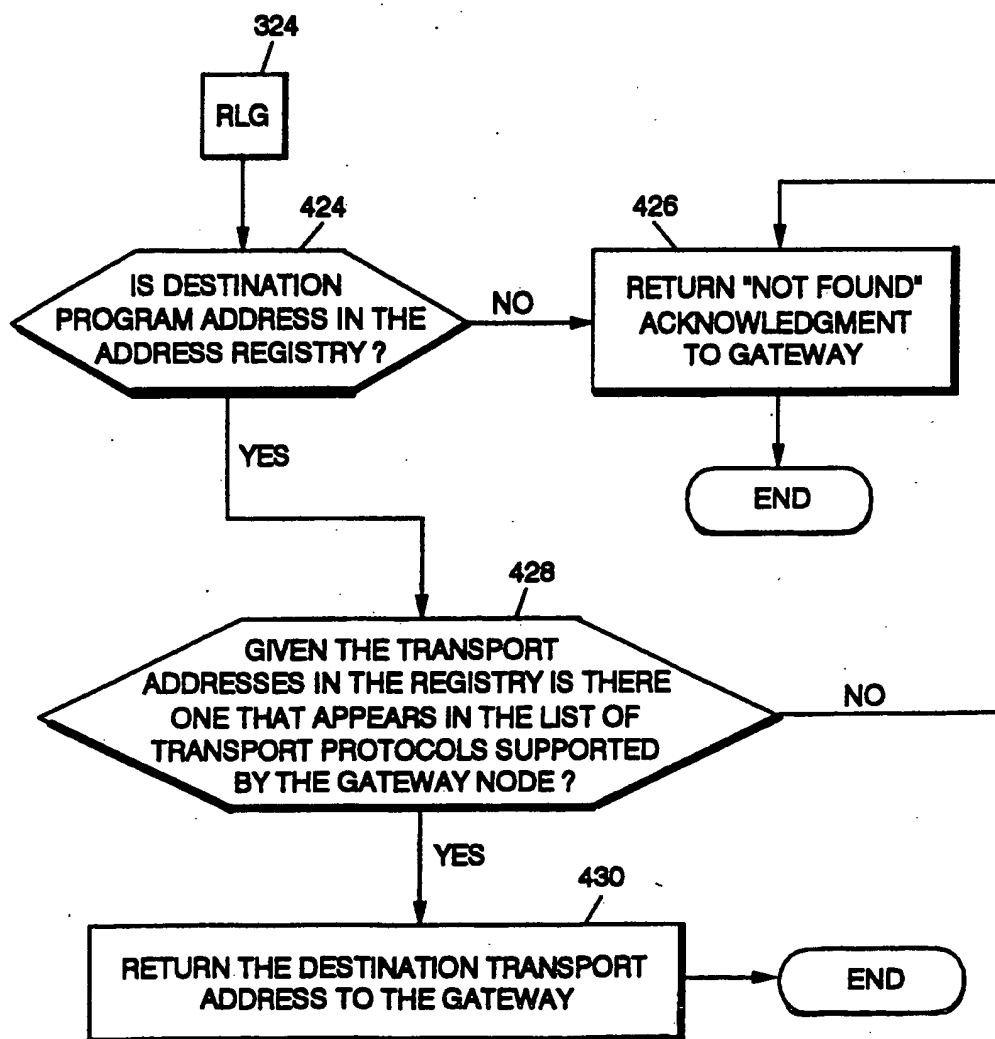 324
RLG
424
IS DESTINATION
PROGRAM ADDRESS IN THE
ADDRESS REGISTRY ?
NO
426
RETURN "NOT FOUND"
ACKNOWLEDGMENT
TO GATEWAY
YES
END
428
GIVEN THE TRANSPORT
ADDRESSES IN THE REGISTRY IS THERE
ONE THAT APPEARS IN THE LIST OF
TRANSPORT PROTOCOLS SUPPORTED
BY THE GATEWAY NODE ?
NO
YES
430
RETURN THE DESTINATION TRANSPORT
ADDRESS TO THE GATEWAY
END